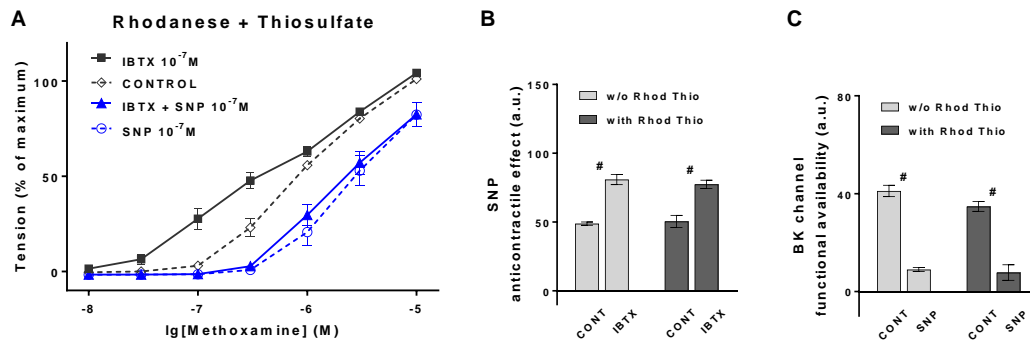 A
Rhodanese + Thiosulfate
IBTX 10⁻⁷M
CONTROL
IBTX + SNP 10⁻⁷M
SNP 10⁻⁷M
Tension (% of maximum)
100
50
0
-8
-7
-6
-5
lg[Methoxamine] (M)
B
w/o Rhod Thio
with Rhod Thio
SNP
anticontractile effect (a.u.)
150
100
50
0
#
#
CONT
IBTX
CONT
IBTX
C
w/o Rhod Thio
with Rhod Thio
BK channel
functional availability (a.u.)
80
40
0
#
#
CONT
SNP
CONT
SNP